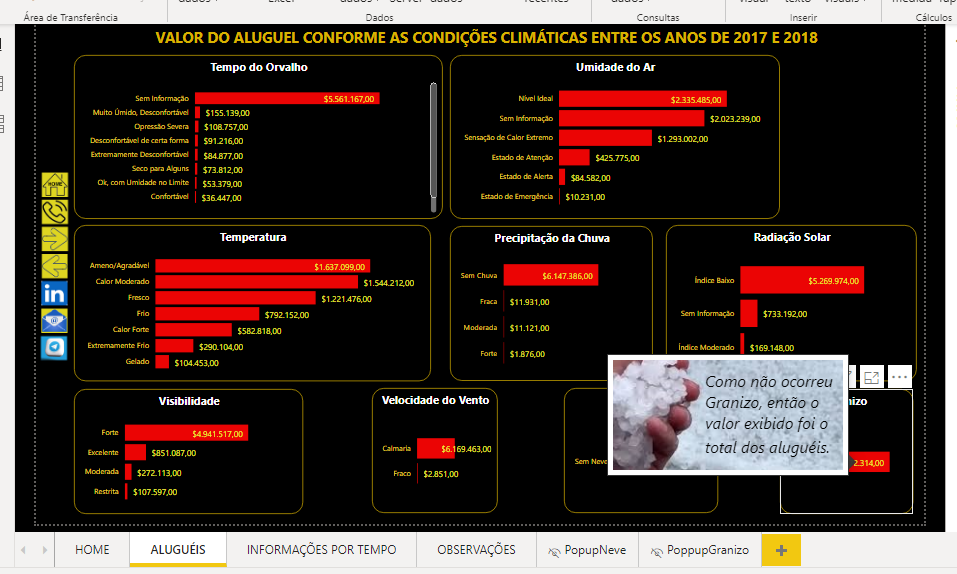 Área de Transferência
Dados
Consultas
Inserir
Cálculos
VALOR DO ALUGUEL CONFORME AS CONDIÇÕES CLIMÁTICAS ENTRE OS ANOS DE 2017 E 2018
Tempo do Orvalho
Sem Informação $5.561.167,00
Muito Úmido, Desconfortável $155.139,00
Opressão Severa $108.757,00
Desconfortável de certa forma $91.216,00
Extremamente Desconfortável $84.877,00
Seco para Alguns $73.812,00
Ok, com Umidade no Limite $53.379,00
Confortável $36.447,00
Umidade do Ar
Nível Ideal $2.335.485,00
Sem Informação $2.023.239,00
Sensação de Calor Extremo $1.293.002,00
Estado de Atenção $425.775,00
Estado de Alerta $84.582,00
Estado de Emergência $10.231,00
HOME
Temperatura
Ameno/Agradável $1.637.099,00
Calor Moderado $1.544.212,00
Fresco $1.221.476,00
Frio $792.152,00
Calor Forte $582.818,00
Extremamente Frio $290.104,00
Gelado $104.453,00
Precipitação da Chuva
Sem Chuva $6.147.386,00
Fraca $11.931,00
Moderada $11.121,00
Forte $1.876,00
Radiação Solar
Índice Baixo $5.269.974,00
Sem Informação $733.192,00
Índice Moderado $169.148,00
in
Visibilidade
Forte $4.941.517,00
Excelente $851.087,00
Moderada $272.113,00
Restrita $107.597,00
Velocidade do Vento
Calmaria $6.169.463,00
Fraco $2.851,00
Sem Neve
Como não ocorreu
Granizo, então o
valor exibido foi o
total dos aluguéis.
nizo
2.314,00
HOME
ALUGUÉIS
INFORMAÇÕES POR TEMPO
OBSERVAÇÕES
PopupNeve
PoppupGranizo
+